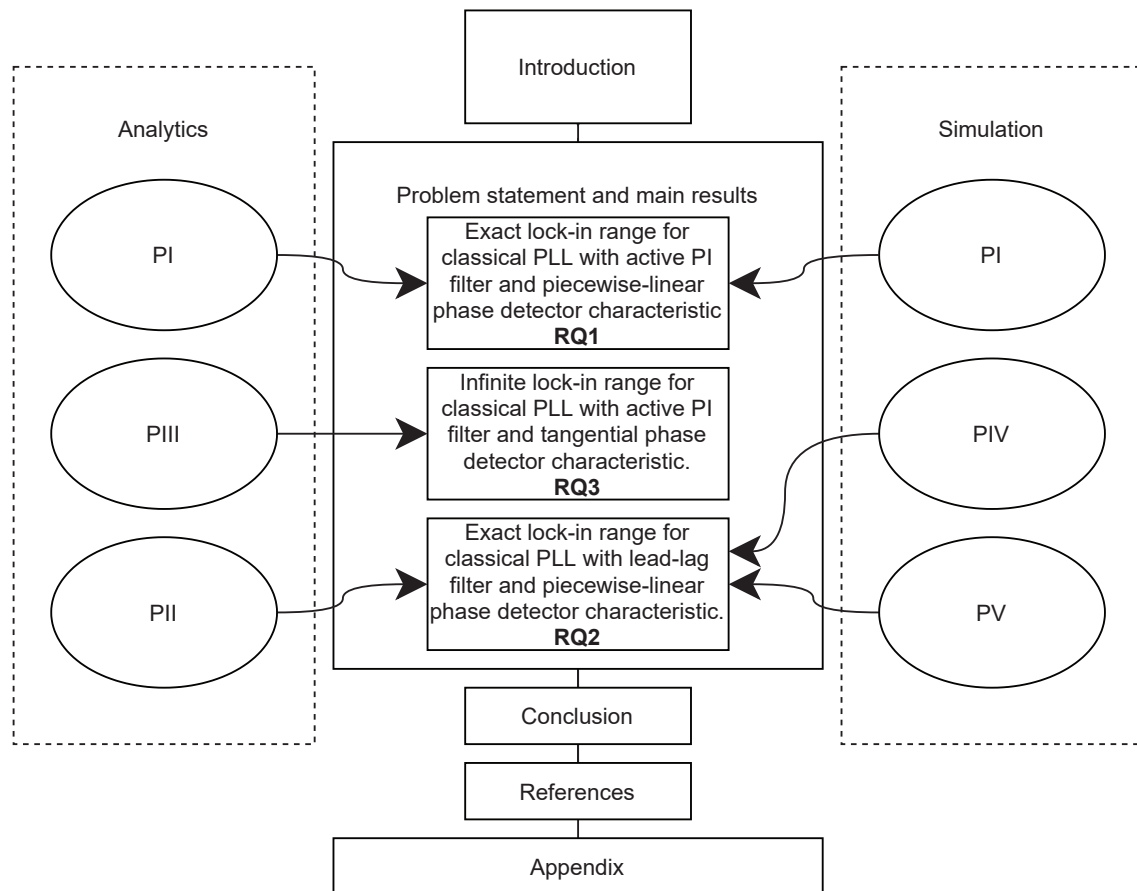 Introduction
Analytics
Simulation
Problem statement and main results
PI
Exact lock-in range for
classical PLL with active PI
filter and piecewise-linear
phase detector characteristic
RQ1
PI
PIII
Infinite lock-in range for
classical PLL with active PI
filter and tangential phase
detector characteristic.
RQ3
PIV
PII
Exact lock-in range for
classical PLL with lead-lag
filter and piecewise-linear
phase detector characteristic.
RQ2
PV
Conclusion
References
Appendix